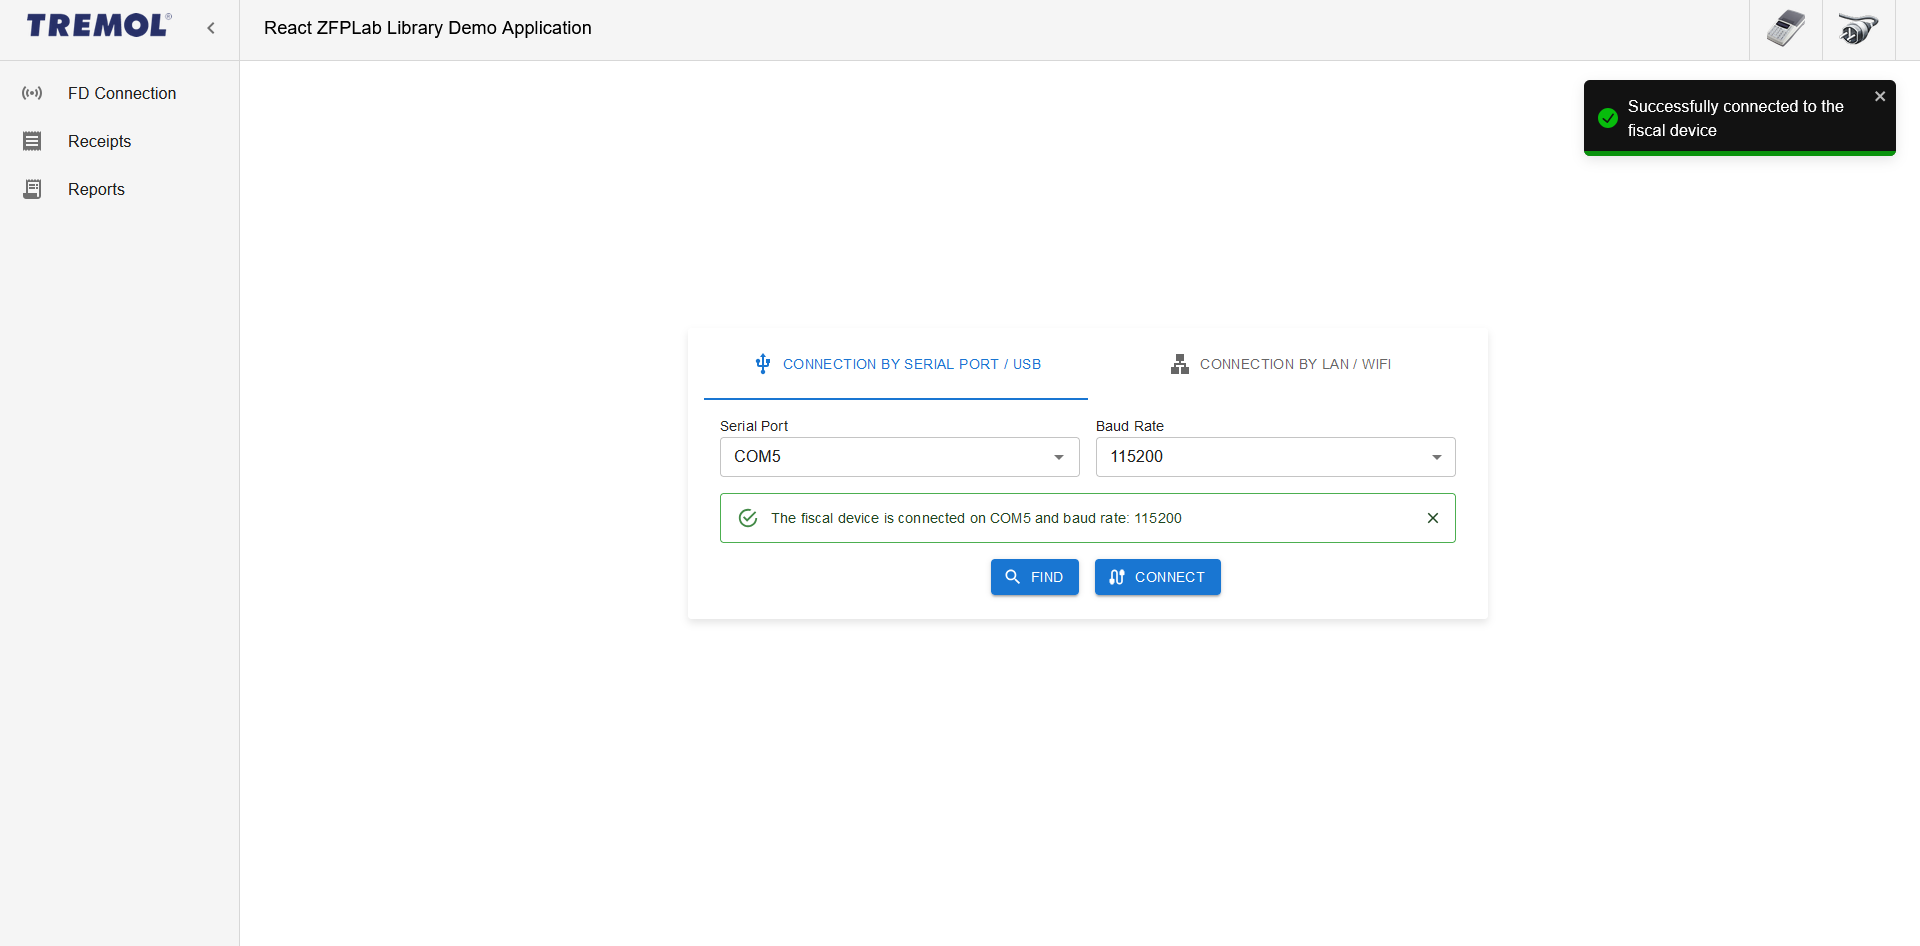 TREMOL®
React ZFPLab Library Demo Application
FD Connection
Receipts
Reports
Successfully connected to the
fiscal device
CONNECTION BY SERIAL PORT / USB
CONNECTION BY LAN / WIFI
Serial Port
Baud Rate
COM5
115200
The fiscal device is connected on COM5 and baud rate: 115200
FIND
CONNECT